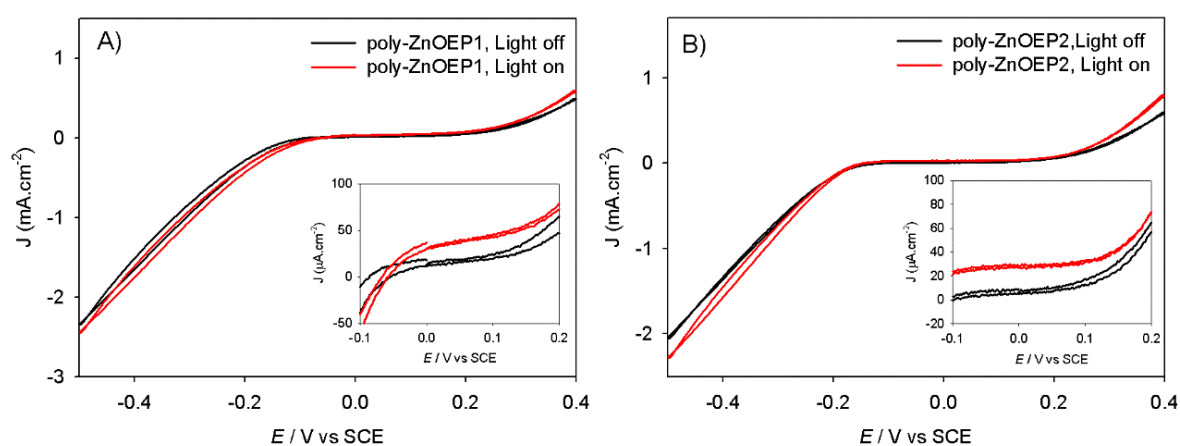 A)
poly-ZnOEP1, Light off
poly-ZnOEP1, Light on
1
0
-1
-2
-3
J (mA.cm-2)
-0.4 -0.2 0.0 0.2 0.4
E / V vs SCE
100
50
0
-50
J (µA.cm-2)
-0.1 0.0 0.1 0.2
E / V vs SCE
B)
poly-ZnOEP2,Light off
poly-ZnOEP2, Light on
1
0
-1
-2
J (mA.cm-2)
-0.4 -0.2 0.0 0.2 0.4
E / V vs SCE
100
80
60
40
20
0
-20
J (µA.cm-2)
-0.1 0.0 0.1 0.2
E / V vs SCE